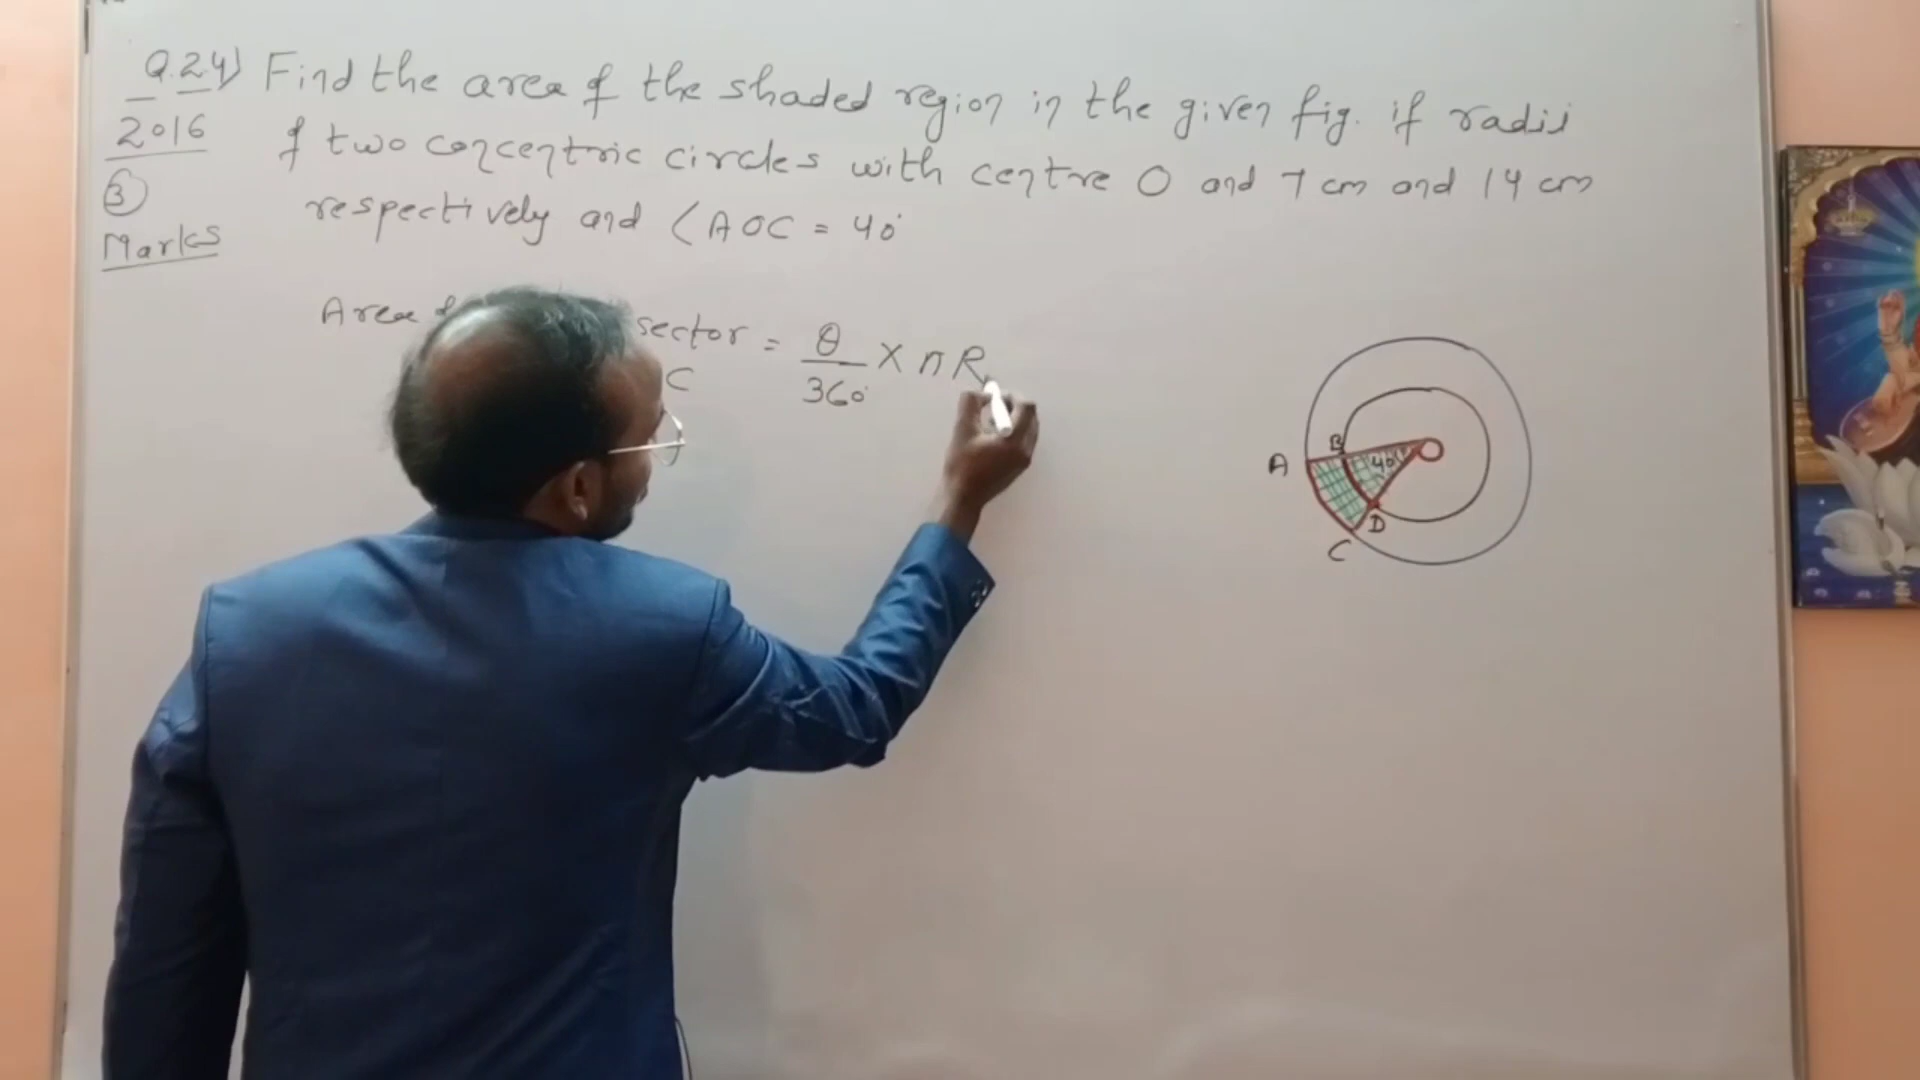 Q.24) Find the area of the shaded region in the given fig. if radii
2016 of two concentric circles with centre O and 7 cm and 14 cm
3 respectively and ∠AOC = 40°
Marks
Area of sector = θ/360° × πR
C
A B 40° O
D
C